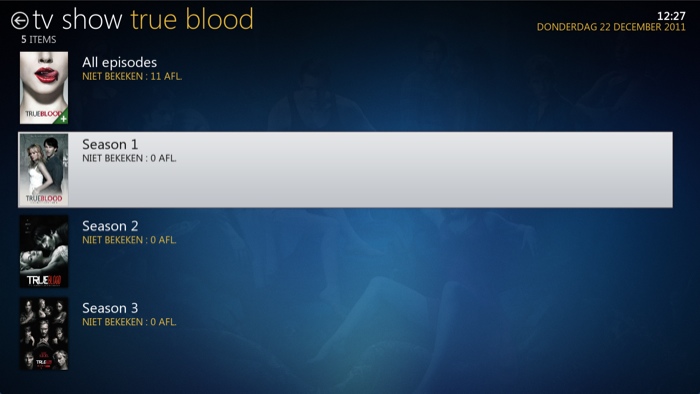 tv show true blood
5 ITEMS
12:27
DONDERDAG 22 DECEMBER 2011
All episodes
NIET BEKEKEN : 11 AFL.
TRUEBLOOD
Season 1
NIET BEKEKEN : 0 AFL.
TRUEBLOOD
Season 2
NIET BEKEKEN : 0 AFL.
TRUEBLOOD
Season 3
NIET BEKEKEN : 0 AFL.